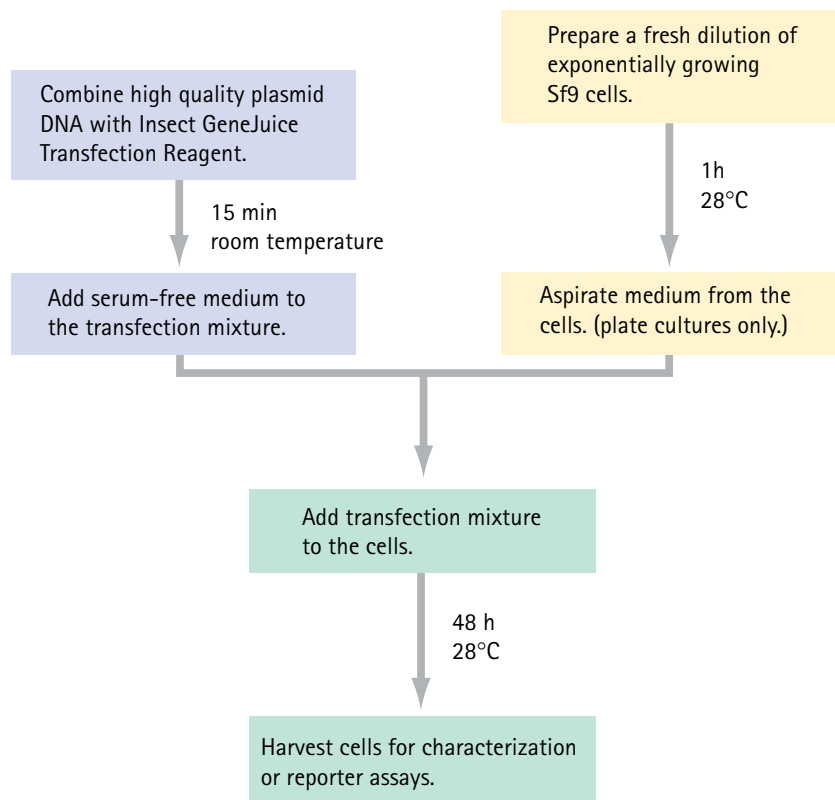 Combine high quality plasmid
DNA with Insect GeneJuice
Transfection Reagent.
15 min
room temperature
Add serum-free medium to
the transfection mixture.
Prepare a fresh dilution of
exponentially growing
Sf9 cells.
1h
28°C
Aspirate medium from the
cells. (plate cultures only.)
Add transfection mixture
to the cells.
48 h
28°C
Harvest cells for characterization
or reporter assays.